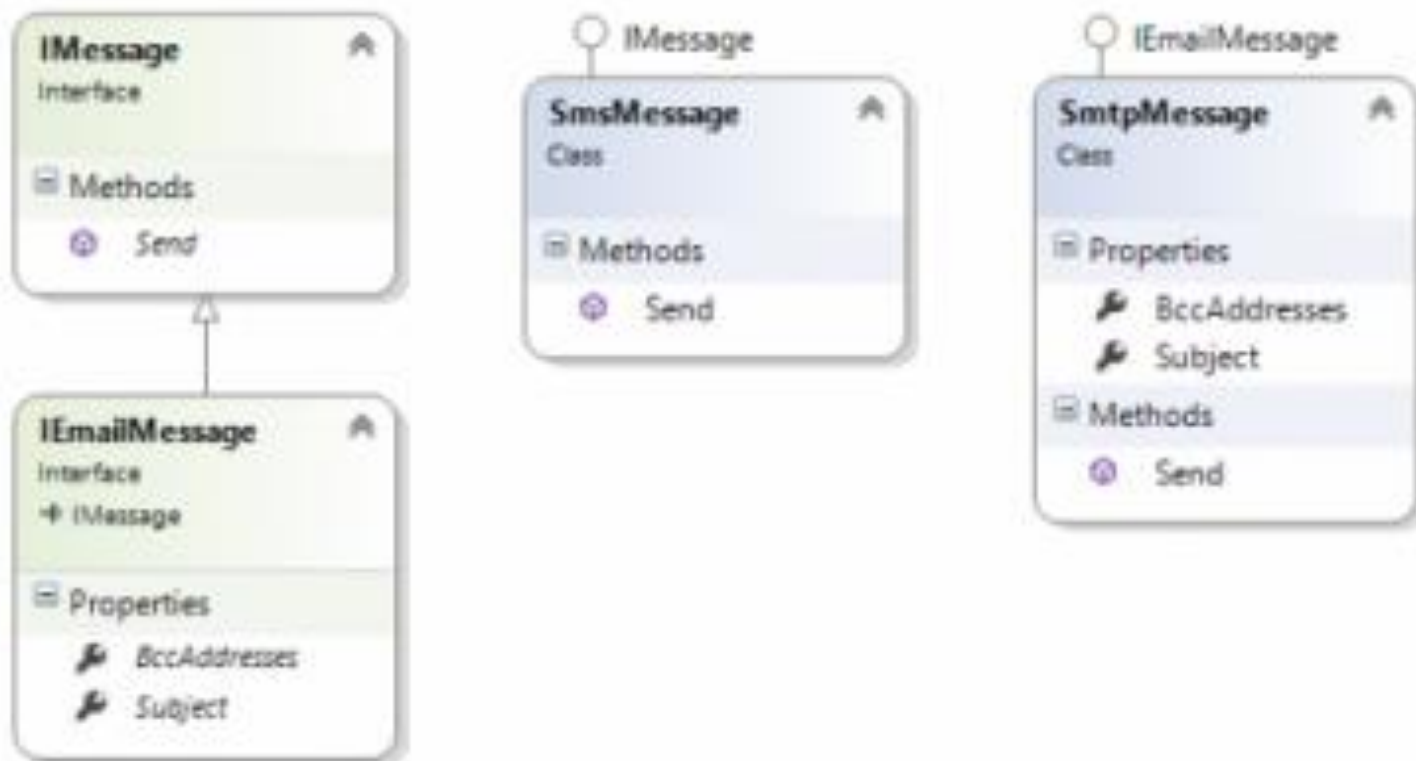 IMessage
Interface
Methods
Send
IEmailMessage
Interface
IMessage
Properties
BccAddresses
Subject
IMessage
SmsMessage
Class
Methods
Send
IEmailMessage
SmtpMessage
Class
Properties
BccAddresses
Subject
Methods
Send